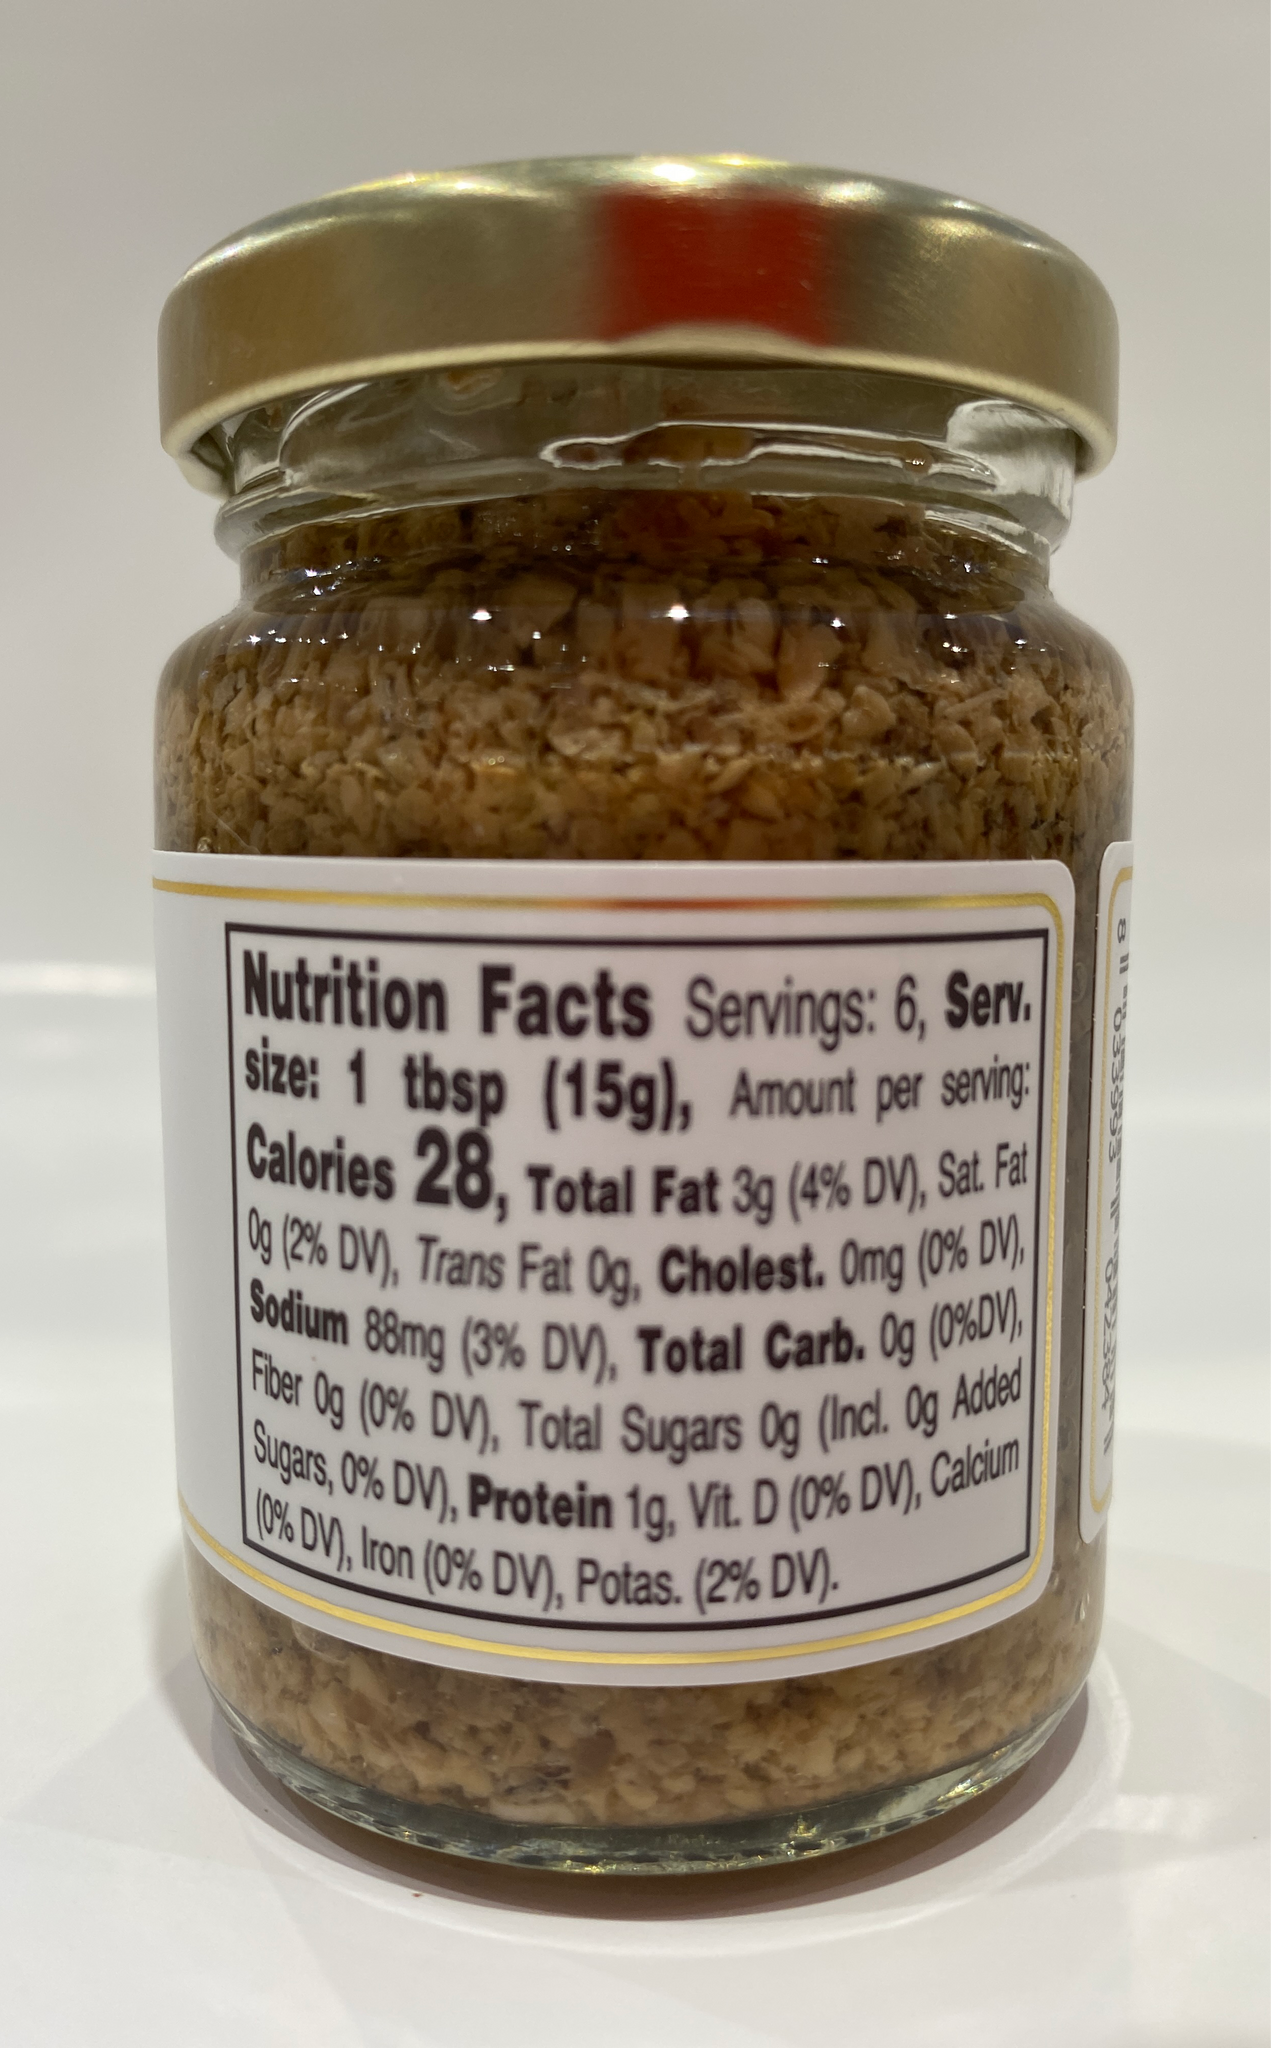 Nutrition Facts Servings: 6, Serv.
size: 1 tbsp (15g), Amount per serving:
Calories 28, Total Fat 3g (4% DV), Sat. Fat
0g (2% DV), Trans Fat 0g, Cholest. 0mg (0% DV),
Sodium 88mg (3% DV), Total Carb. 0g (0%DV),
Fiber 0g (0% DV), Total Sugars 0g (Incl. 0g Added
Sugars, 0% DV), Protein 1g, Vit. D (0% DV), Calcium
(0% DV), Iron (0% DV), Potas. (2% DV).